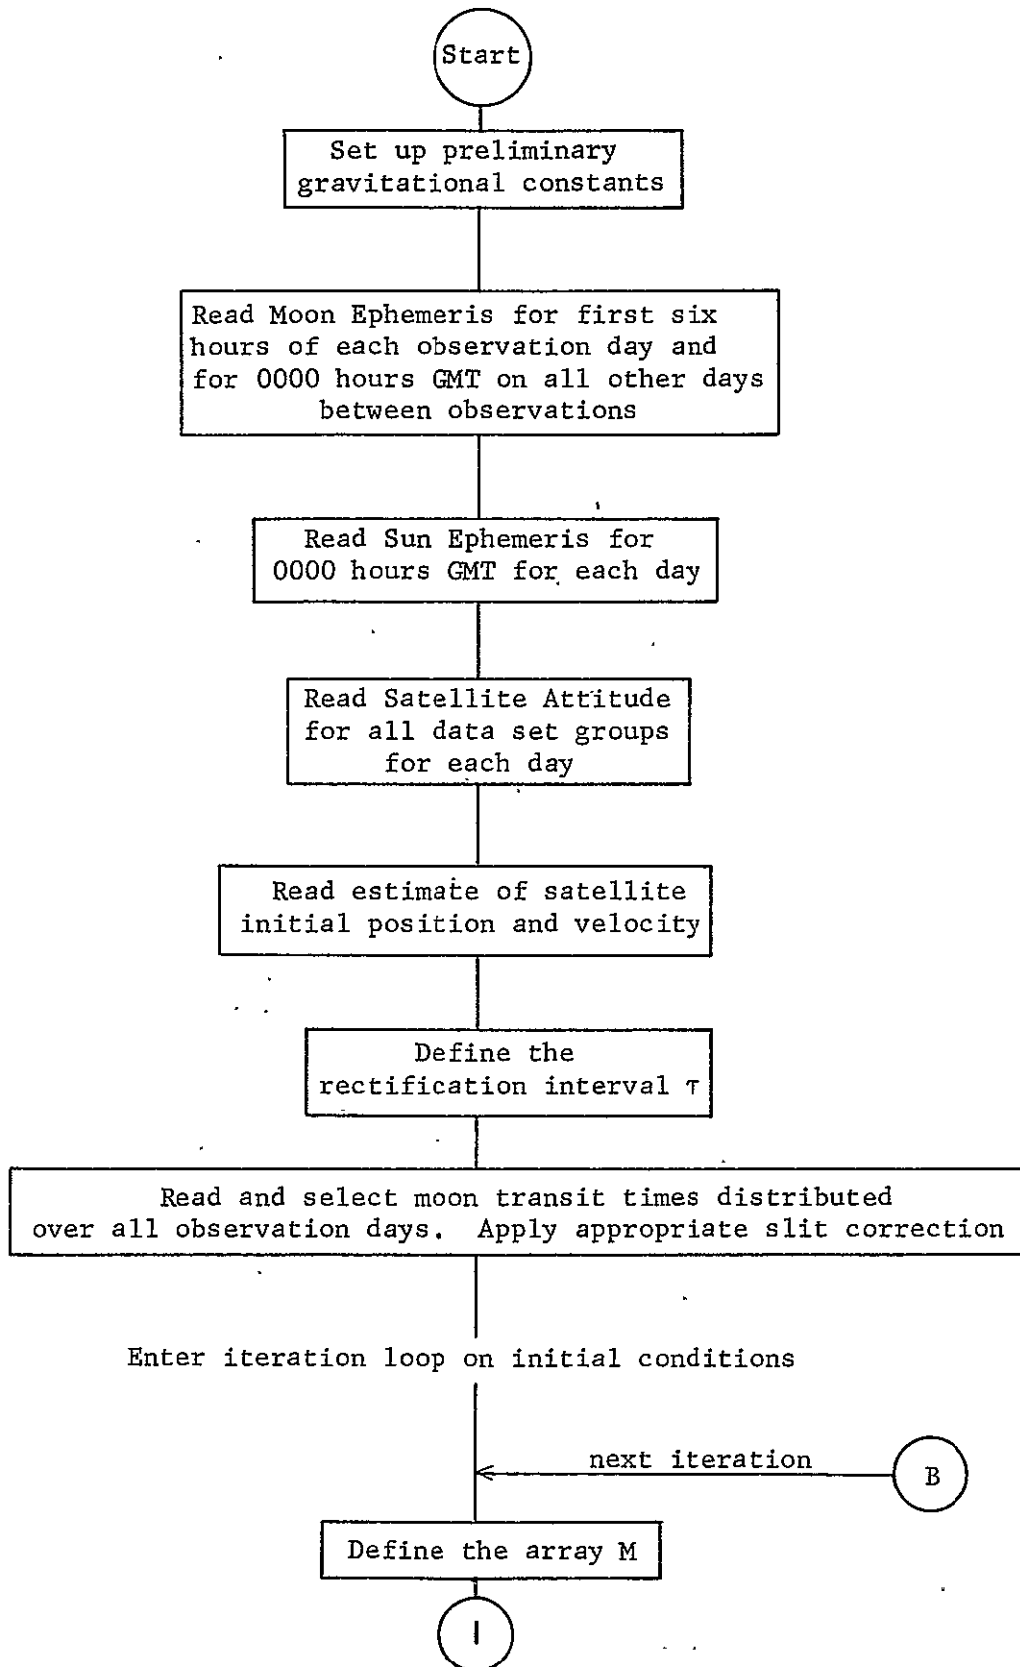 Start
Set up preliminary
gravitational constants
Read Moon Ephemeris for first six
hours of each observation day and
for 0000 hours GMT on all other days
between observations
Read Sun Ephemeris for
0000 hours GMT for each day
Read Satellite Attitude
for all data set groups
for each day
Read estimate of satellite
initial position and velocity
Define the
rectification interval τ
Read and select moon transit times distributed
over all observation days. Apply appropriate slit correction
Enter iteration loop on initial conditions
next iteration
B
Define the array M
1